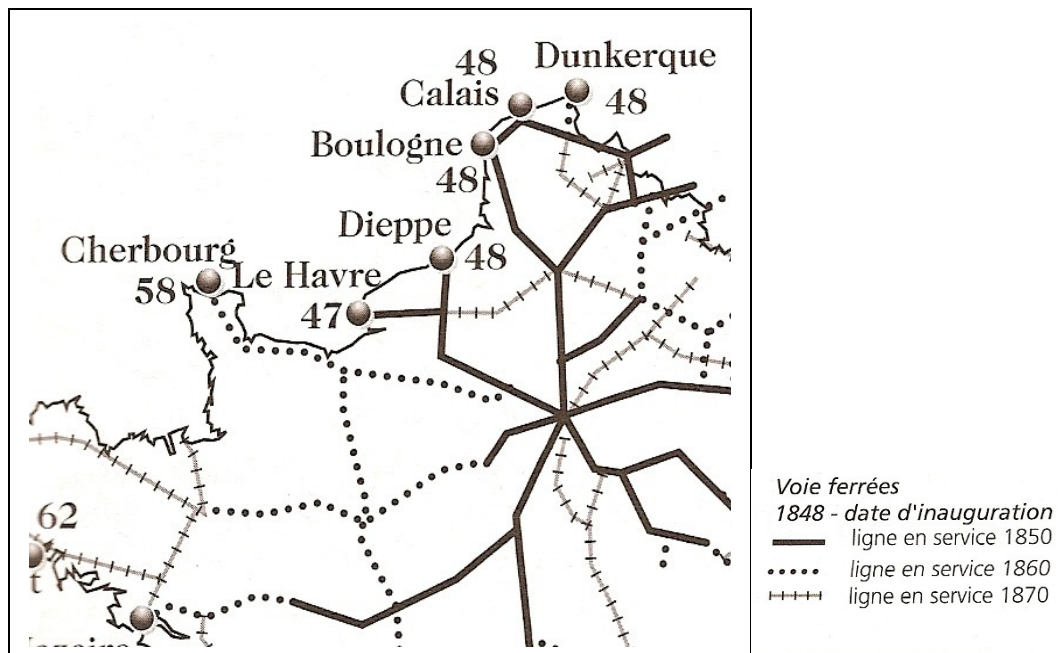 48
Dunkerque
Calais
48
Boulogne
48
Dieppe
48
Cherbourg
58
Le Havre
47
62
t
Voie ferrées
1848 - date d'inauguration
ligne en service 1850
ligne en service 1860
ligne en service 1870